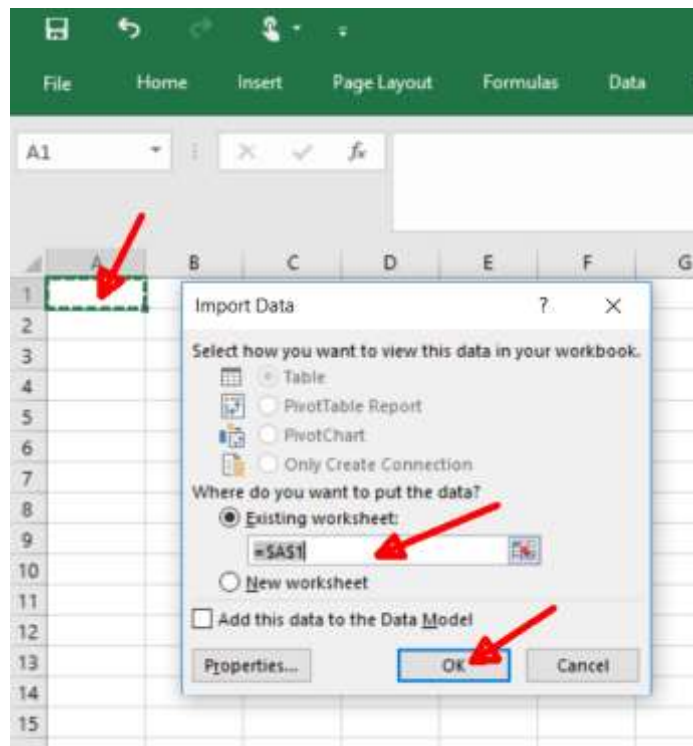 File Home Insert Page Layout Formulas Data
A1 fx
A B C D E F G
1
Import Data ? ×
2
Select how you want to view this data in your workbook.
3
Table
4
PivotTable Report
5
PivotChart
6
Only Create Connection
7
Where do you want to put the data?
8
Existing worksheet:
9
=$A$1
10
New worksheet
11
Add this data to the Data Model
12
13
Properties... OK Cancel
14
15